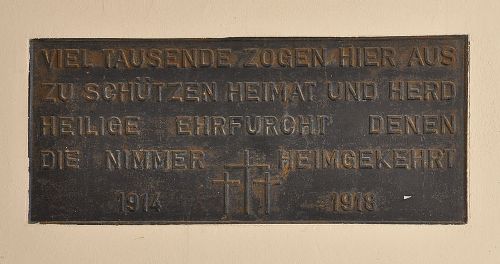 VIEL TAUSENDE ZOGEN HIER AUS
ZU SCHÜTZEN HEIMAT UND HERD
HEILIGE EHRFURCHT DENEN
DIE NIMMER HEIMGEKEHRT
1914 1918